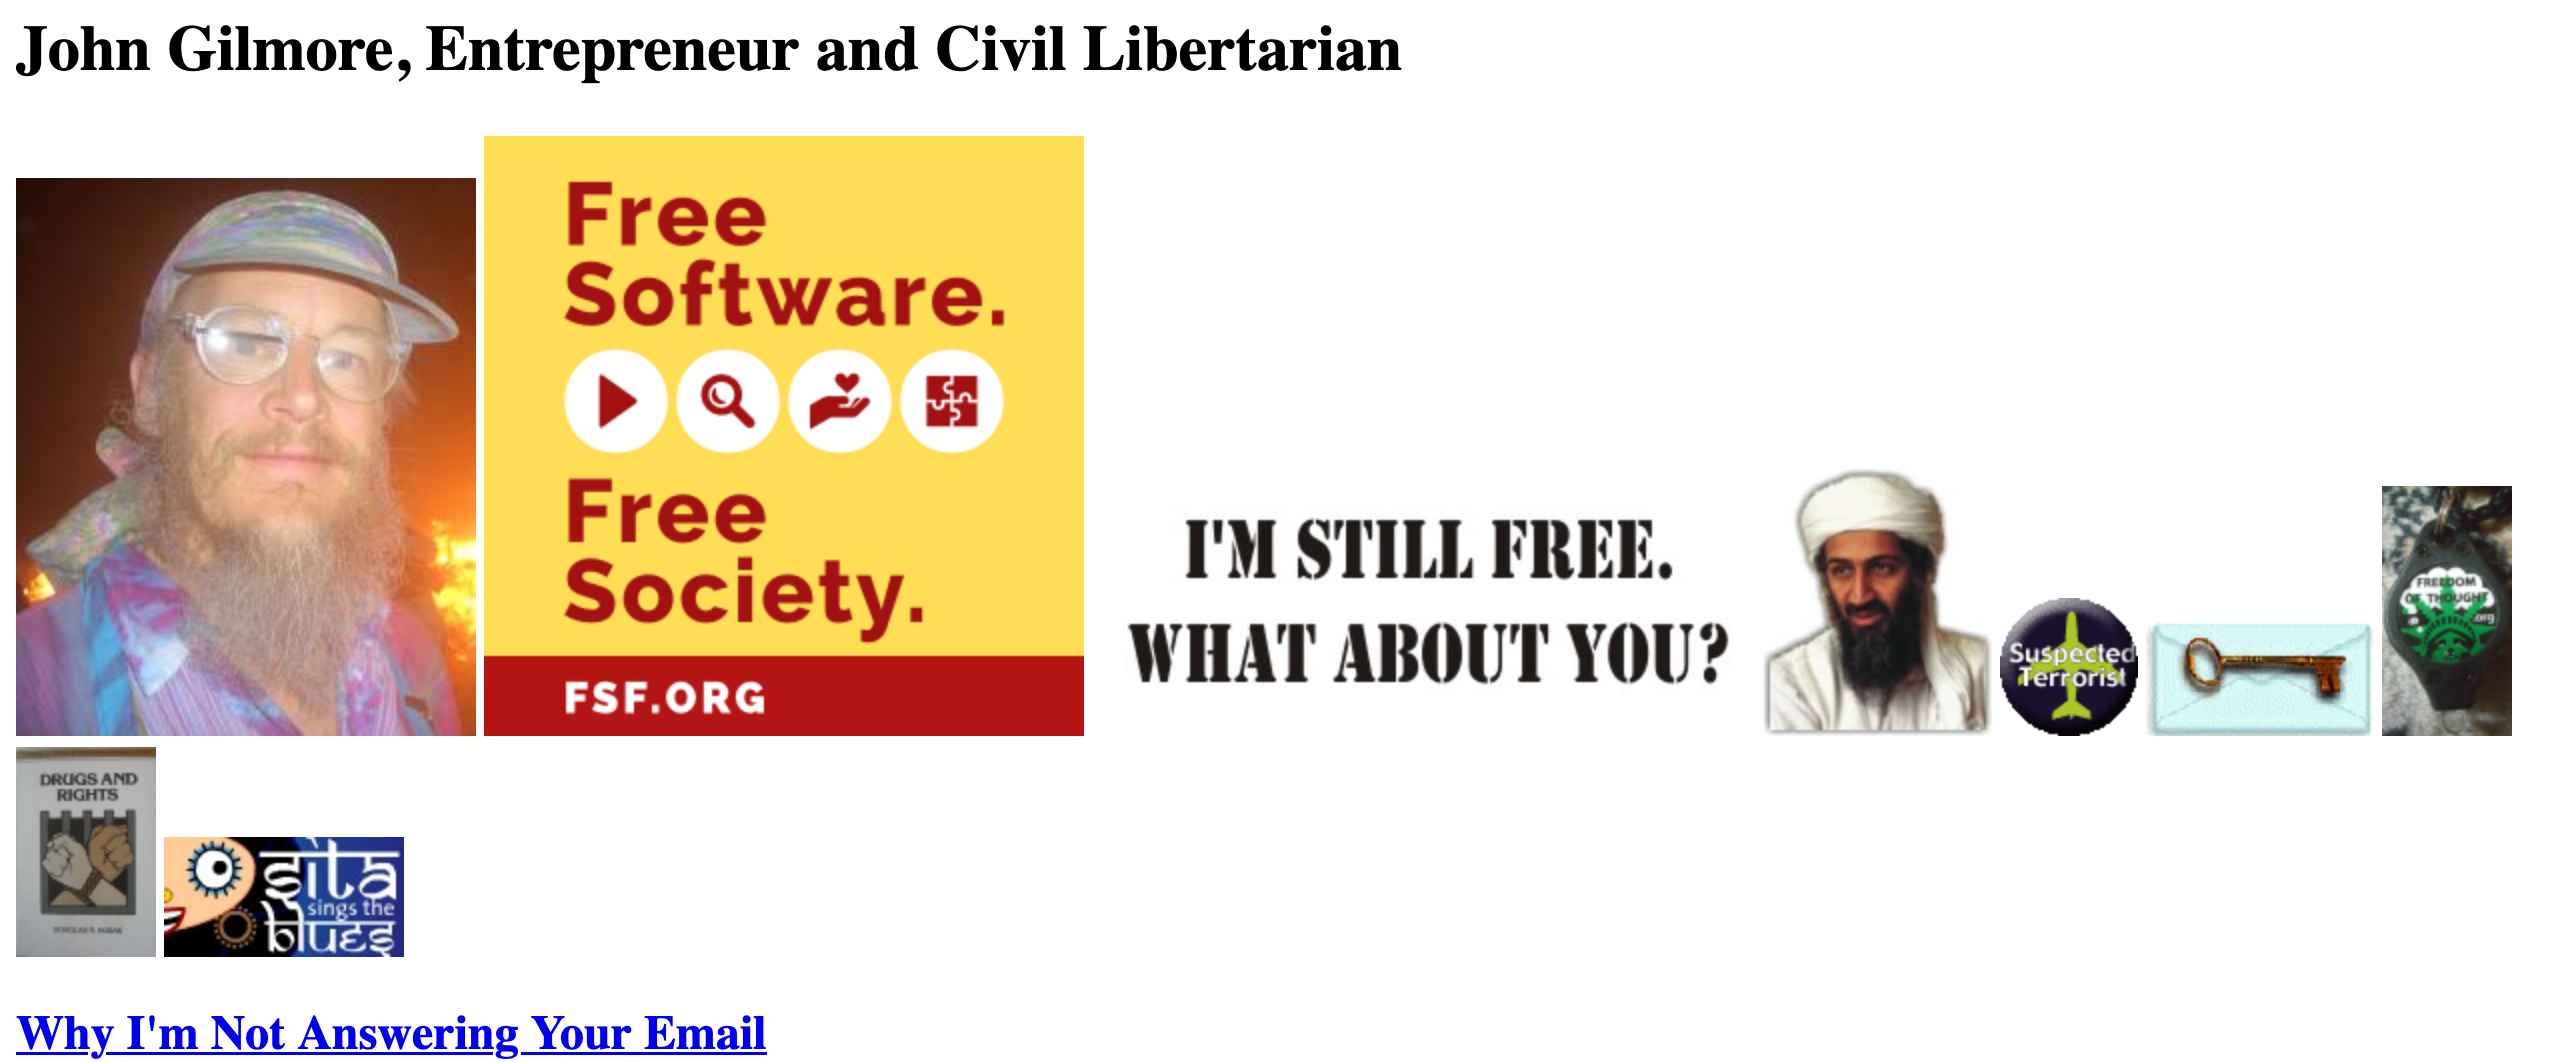 John Gilmore, Entrepreneur and Civil Libertarian
Free
Software.
Free
Society.
FSF.ORG
I'M STILL FREE.
WHAT ABOUT YOU?
Suspected
Terrorist
FREEDOM
OF THOUGHT
.org
DRUGS AND
RIGHTS
sita
sings the
blues
Why I'm Not Answering Your Email